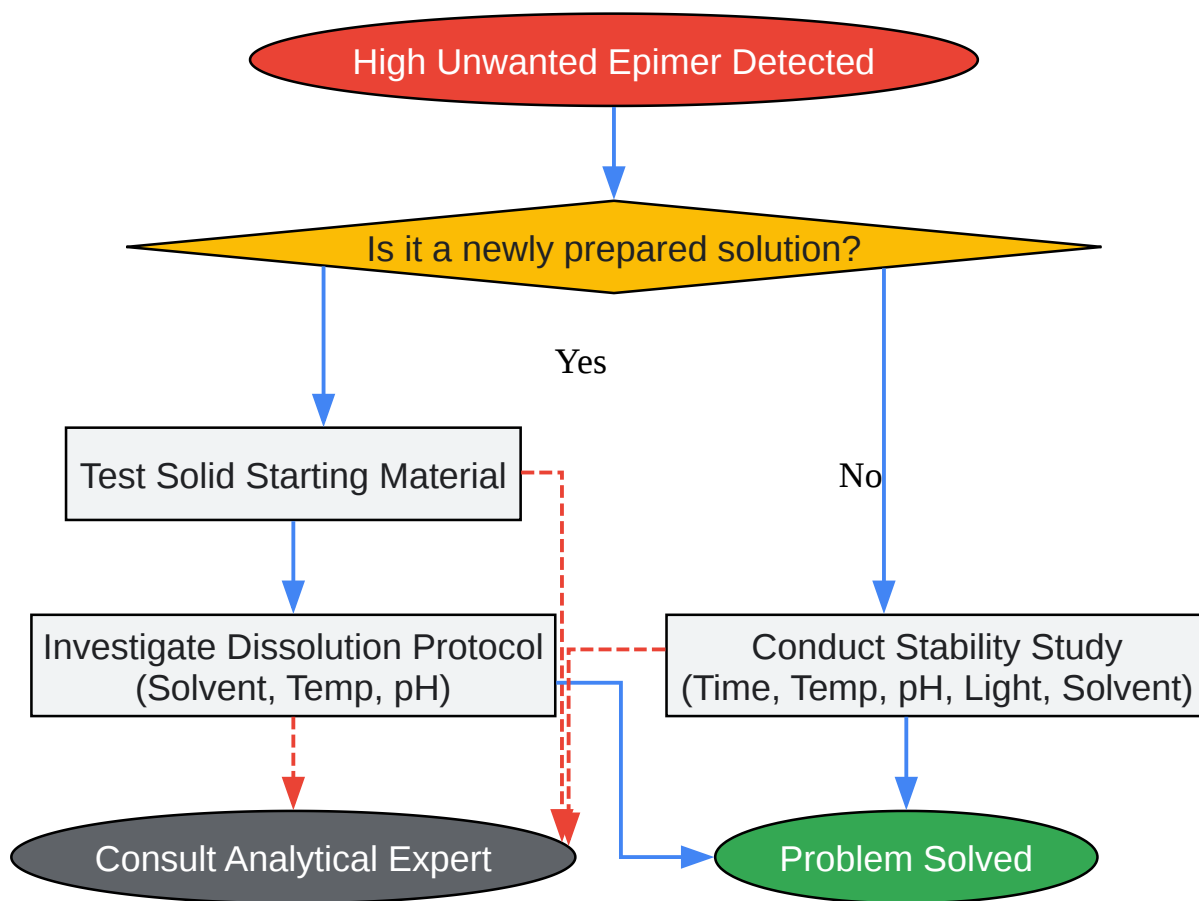 High Unwanted Epimer Detected
Is it a newly prepared solution?
Yes
Test Solid Starting Material
No
Investigate Dissolution Protocol
(Solvent, Temp, pH)
Conduct Stability Study
(Time, Temp, pH, Light, Solvent)
Consult Analytical Expert
Problem Solved